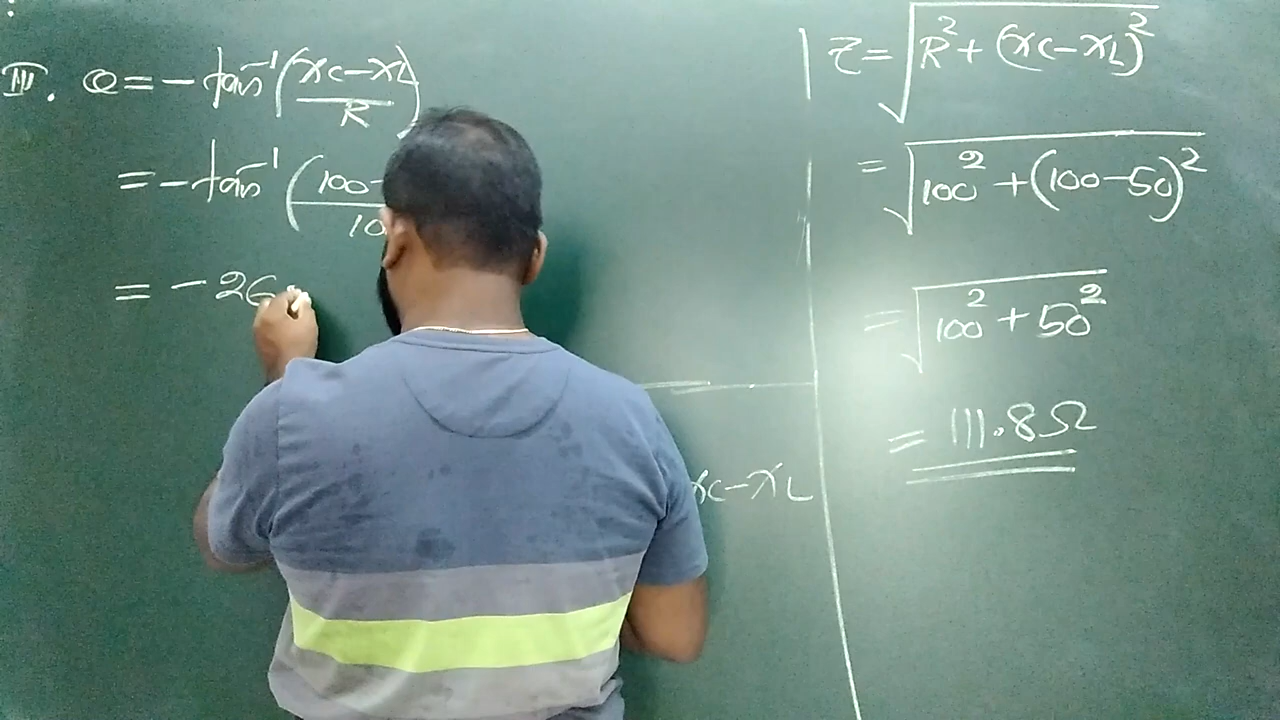 III. θ = -tan⁻¹(XC-XL/R)
= -tan⁻¹(100-/10
= -26
XC-XL
Z = √R²+(XC-XL)²
= √100²+(100-50)²
= √100²+50²
= 111.8Ω